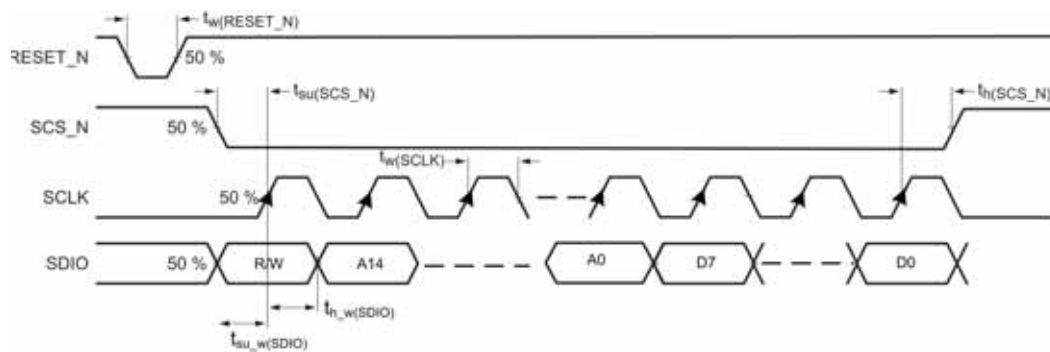 tw(RESET_N)
RESET_N
50 %
tsu(SCS_N)
th(SCS_N)
SCS_N
50 %
tw(SCLK)
SCLK
50 %
SDIO
50 %
R/W
A14
A0
D7
D0
th_w(SDIO)
tsu_w(SDIO)